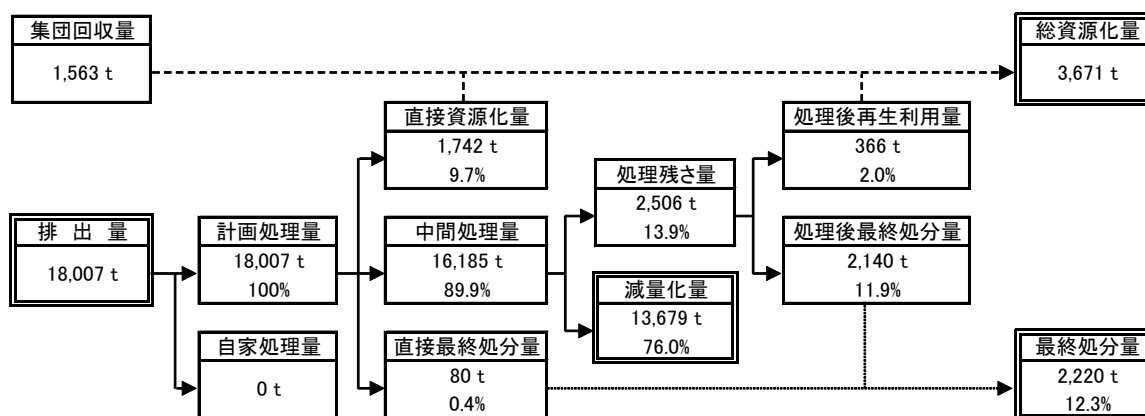 集団回収量
1,563 t
総資源化量
3,671 t
直接資源化量
1,742 t
9.7%
処理後再生利用量
366 t
2.0%
処理残さ量
2,506 t
13.9%
排 出 量
18,007 t
計画処理量
18,007 t
100%
中間処理量
16,185 t
89.9%
処理後最終処分量
2,140 t
11.9%
減量化量
13,679 t
76.0%
自家処理量
0 t
直接最終処分量
80 t
0.4%
最終処分量
2,220 t
12.3%